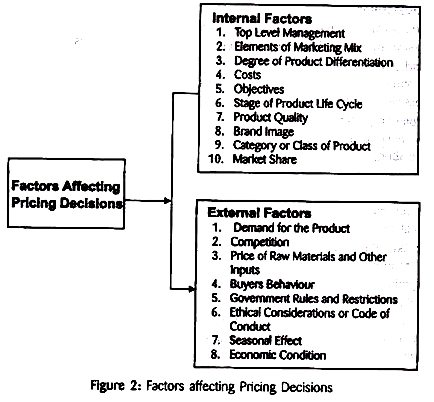 Internal Factors
1. Top Level Management
2. Elements of Marketing Mix
3. Degree of Product Differentiation
4. Costs
5. Objectives
6. Stage of Product Life Cycle
7. Product Quality
8. Brand Image
9. Category or Class of Product
10. Market Share
Factors Affecting
Pricing Decisions
External Factors
1. Demand for the Product
2. Competition
3. Price of Raw Materials and Other
Inputs
4. Buyers Behaviour
5. Government Rules and Restrictions
6. Ethical Considerations or Code of
Conduct
7. Seasonal Effect
8. Economic Condition
Figure 2: Factors affecting Pricing Decisions